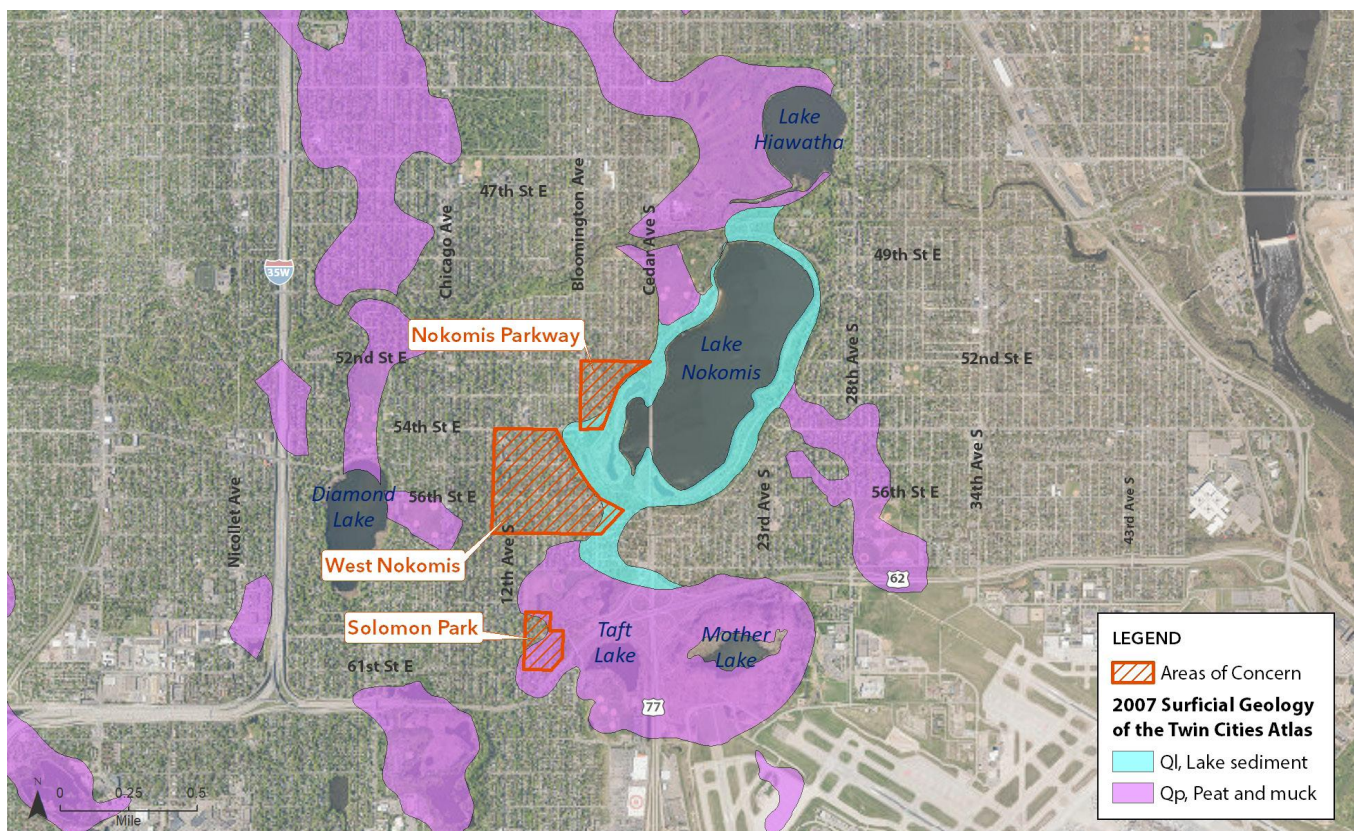 Lake
Hiawatha
47th St E
Bloomington Ave
Cedar Ave S
Chicago Ave
49th St E
35W
Nokomis Parkway
52nd St E
Lake
Nokomis
28th Ave S
52nd St E
54th St E
34th Ave S
Diamond
Lake
56th St E
23rd Ave S
56th St E
43rd Ave S
Nicollet Ave
West Nokomis
12th Ave S
62
Solomon Park
Taft
Lake
Mother
Lake
61st St E
77
LEGEND
Areas of Concern
2007 Surficial Geology
of the Twin Cities Atlas
Ql, Lake sediment
Qp, Peat and muck
N
0 0.25 0.5
Mile